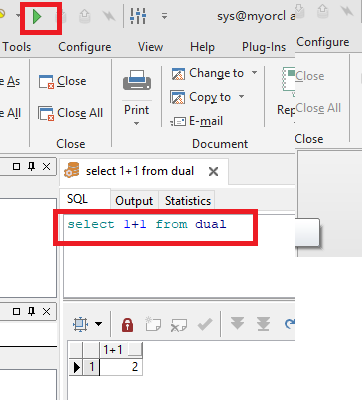 sys@myorcl a
Tools Configure Window Help Plug-Ins
Configure
As Close Change to
Close All
All Close All Copy to
Print E-mail Rep
Close Document
Close
select 1+1 from dual
SQL Output Statistics
select 1+1 from dual
1+1
1 2